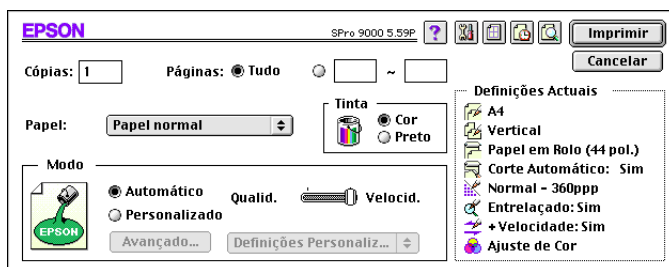 EPSON
SPro 9000 5.59P
?
Imprimir
Cancelar
Cópias: 1
Páginas: Tudo
~
Papel: Papel normal
Tinta
Cor
Preto
Modo
EPSON
Automático
Personalizado
Qualid. Velocid.
Avançado...
Definições Personaliz...
Definições Actuais
A4
Vertical
Papel em Rolo (44 pol.)
Corte Automático: Sim
Normal - 360ppp
Entrelaçado: Sim
+Velocidade: Sim
Ajuste de Cor